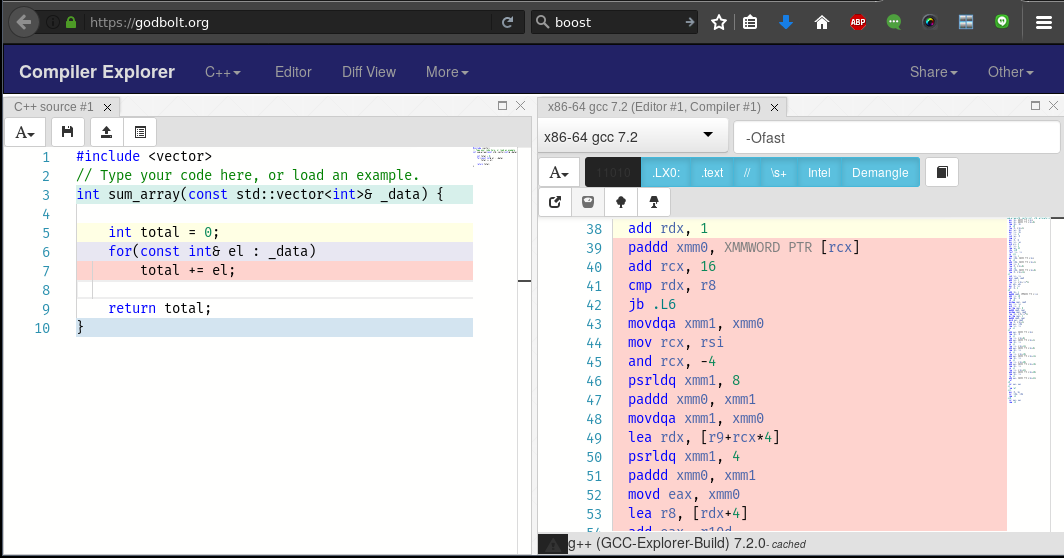 https://godbolt.org
boost
ABP
Compiler Explorer C++ Editor Diff View More Share Other
C++ source #1
x86-64 gcc 7.2 (Editor #1, Compiler #1)
A
x86-64 gcc 7.2
-Ofast
A 11010 .LX0: .text // \s+ Intel Demangle
1 #include <vector>
2 // Type your code here, or load an example.
3 int sum_array(const std::vector<int>& _data) {
4
5 int total = 0;
6 for(const int& el : _data)
7 total += el;
8
9 return total;
10 }
38 add rdx, 1
39 paddd xmm0, XMMWORD PTR [rcx]
40 add rcx, 16
41 cmp rdx, r8
42 jb .L6
43 movdqa xmm1, xmm0
44 mov rcx, rsi
45 and rcx, -4
46 psrldq xmm1, 8
47 paddd xmm0, xmm1
48 movdqa xmm1, xmm0
49 lea rdx, [r9+rcx*4]
50 psrldq xmm1, 4
51 paddd xmm0, xmm1
52 movd eax, xmm0
53 lea r8, [rdx+4]
54 add eax, r10d
g++ (GCC-Explorer-Build) 7.2.0 - cached